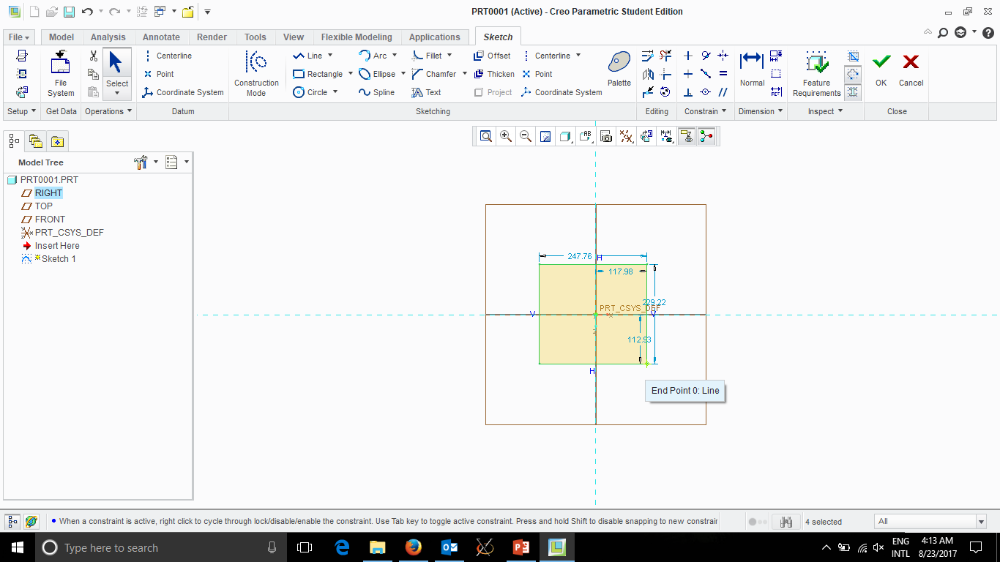 PRT0001 (Active) - Creo Parametric Student Edition
File Model Analysis Annotate Render Tools View Flexible Modeling Applications Sketch
File System
Select
Centerline
Point
Coordinate System
Construction Mode
Line Arc Fillet Offset Centerline
Rectangle Ellipse Chamfer Thicken Point
Circle Spline Text Project Coordinate System
Palette
Normal
Feature Requirements
OK Cancel
Setup Get Data Operations Datum Sketching Editing Constrain Dimension Inspect Close
Model Tree
PRT0001.PRT
RIGHT
TOP
FRONT
PRT_CSYS_DEF
Insert Here
Sketch 1
247.76 H
117.98
229.22
PRT_CSYS_DEF
V V
X
Z
112.93
H
End Point 0: Line
When a constraint is active, right click to cycle through lock/disable/enable the constraint. Use Tab key to toggle active constraint. Press and hold Shift to disable snapping to new constrair
4 selected
All
Type here to search
ENG
INTL
4:13 AM
8/23/2017